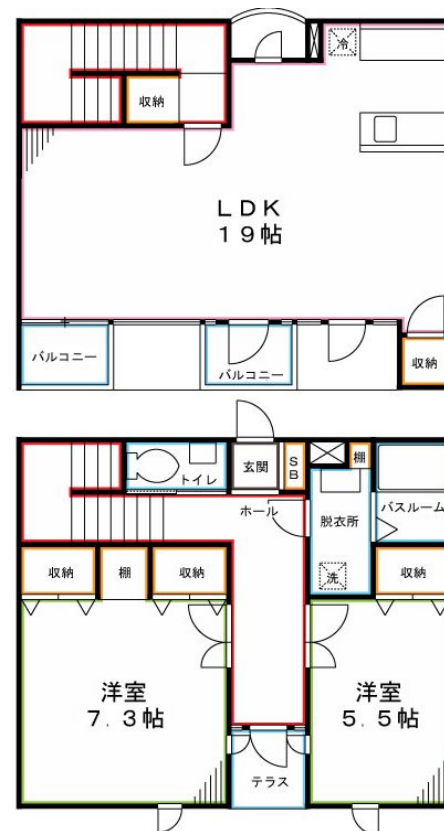 冷
収納
LDK
19帖
バルコニー
バルコニー
収納
トイレ
玄関
SB
棚
ホール
脱衣所
バスルーム
収納
棚
収納
洗
収納
洋室
7.3帖
洋室
5.5帖
テラス